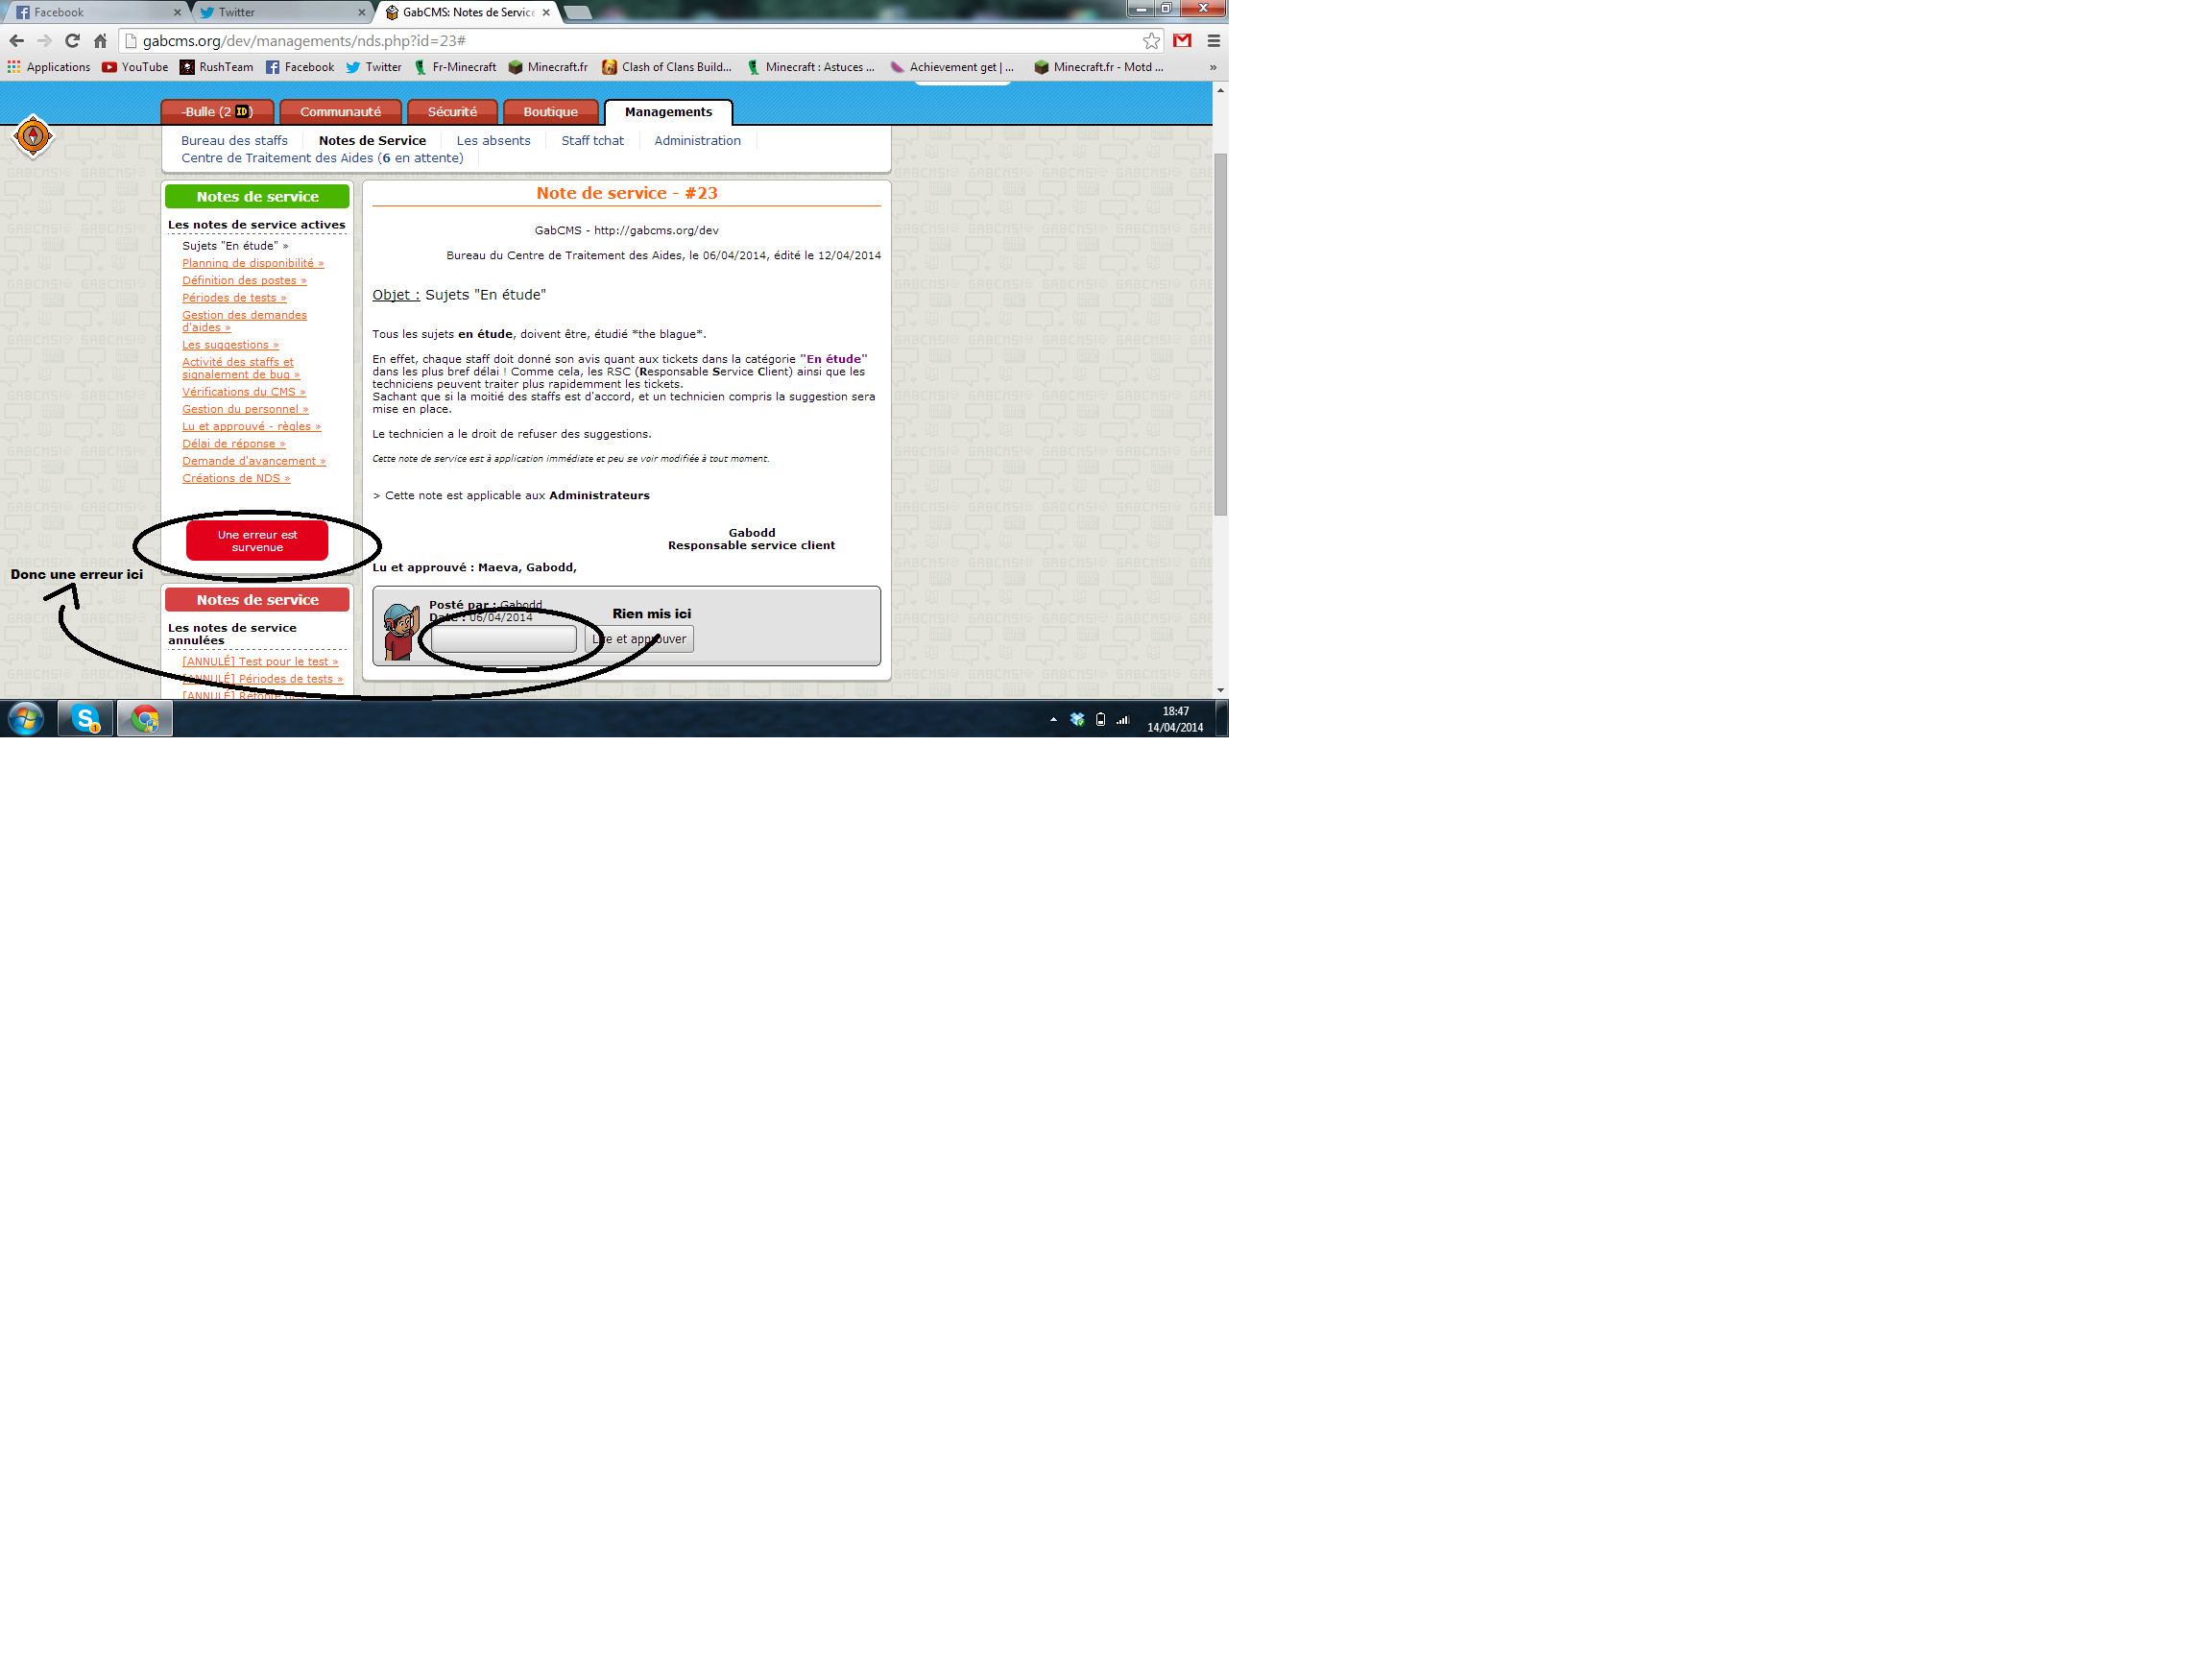 Facebook
Twitter
GabCMS: Notes de Service
gabcms.org/dev/managements/nds.php?id=23#
Applications
YouTube
RushTeam
Facebook
Twitter
Fr-Minecraft
Minecraft.fr
Clash of Clans Build...
Minecraft : Astuces ...
Achievement get | ...
Minecraft.fr - Motd ...
»
-Bulle (2 ID)
Communauté
Sécurité
Boutique
Managements
Bureau des staffs
Notes de Service
Les absents
Staff tchat
Administration
Centre de Traitement des Aides (6 en attente)
Notes de service
Les notes de service actives
Sujets "En étude" »
Planning de disponibilité »
Définition des postes »
Périodes de tests »
Gestion des demandes
d'aides »
Les suggestions »
Activité des staffs et
signalement de bug »
Vérifications du CMS »
Gestion du personnel »
Lu et approuvé - règles »
Délai de réponse »
Demande d'avancement »
Créations de NDS »
Une erreur est
survenue
Donc une erreur ici
Notes de service
Les notes de service
annulées
[ANNULÉ] Test pour le test »
[ANNULÉ] Périodes de tests »
Note de service - #23
GabCMS - http://gabcms.org/dev
Bureau du Centre de Traitement des Aides, le 06/04/2014, édité le 12/04/2014
Objet : Sujets "En étude"
Tous les sujets en étude, doivent être, étudié *the blague*.
En effet, chaque staff doit donné son avis quant aux tickets dans la catégorie "En étude"
dans les plus bref délai ! Comme cela, les RSC (Responsable Service Client) ainsi que les
techniciens peuvent traiter plus rapidemment les tickets.
Sachant que si la moitié des staffs est d'accord, et un technicien compris la suggestion sera
mise en place.
Le technicien a le droit de refuser des suggestions.
Cette note de service est à application immédiate et peu se voir modifiée à tout moment.
> Cette note est applicable aux Administrateurs
Gabodd
Responsable service client
Lu et approuvé : Maeva, Gabodd,
Posté par : Gabodd
Date : 06/04/2014
Rien mis ici
Lire et approuver
18:47
14/04/2014